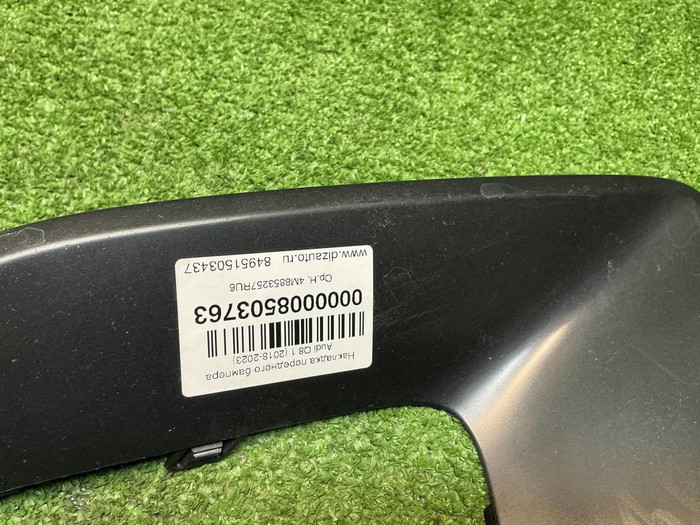 Накладка переднего бампера
Audi Q8 1 (2018-2023)
0000008503763
Ор.Н. 4M8853257RU6
www.dizauto.ru 84951503437